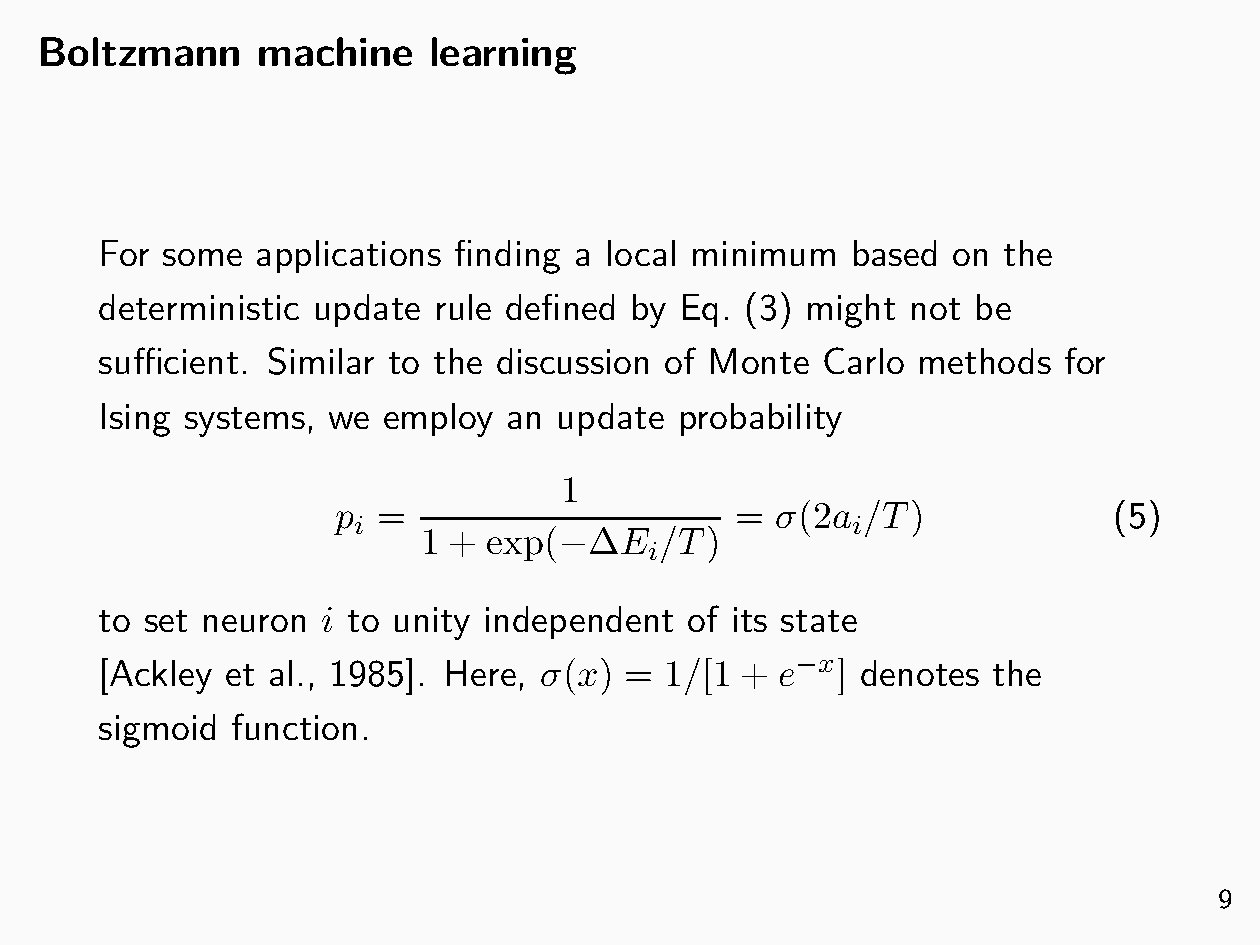 Boltzmann machine learning
For some applications finding a local minimum based on the
deterministic update rule defined by Eq. (3) might not be
sufficient. Similar to the discussion of Monte Carlo methods for
Ising systems, we employ an update probability
p_i = \frac{1}{1 + \exp(-\Delta E_i/T)} = \sigma(2a_i/T) (5)
to set neuron i to unity independent of its state
[Ackley et al., 1985]. Here, σ(x) = 1/[1 + e^{-x}] denotes the
sigmoid function.
9